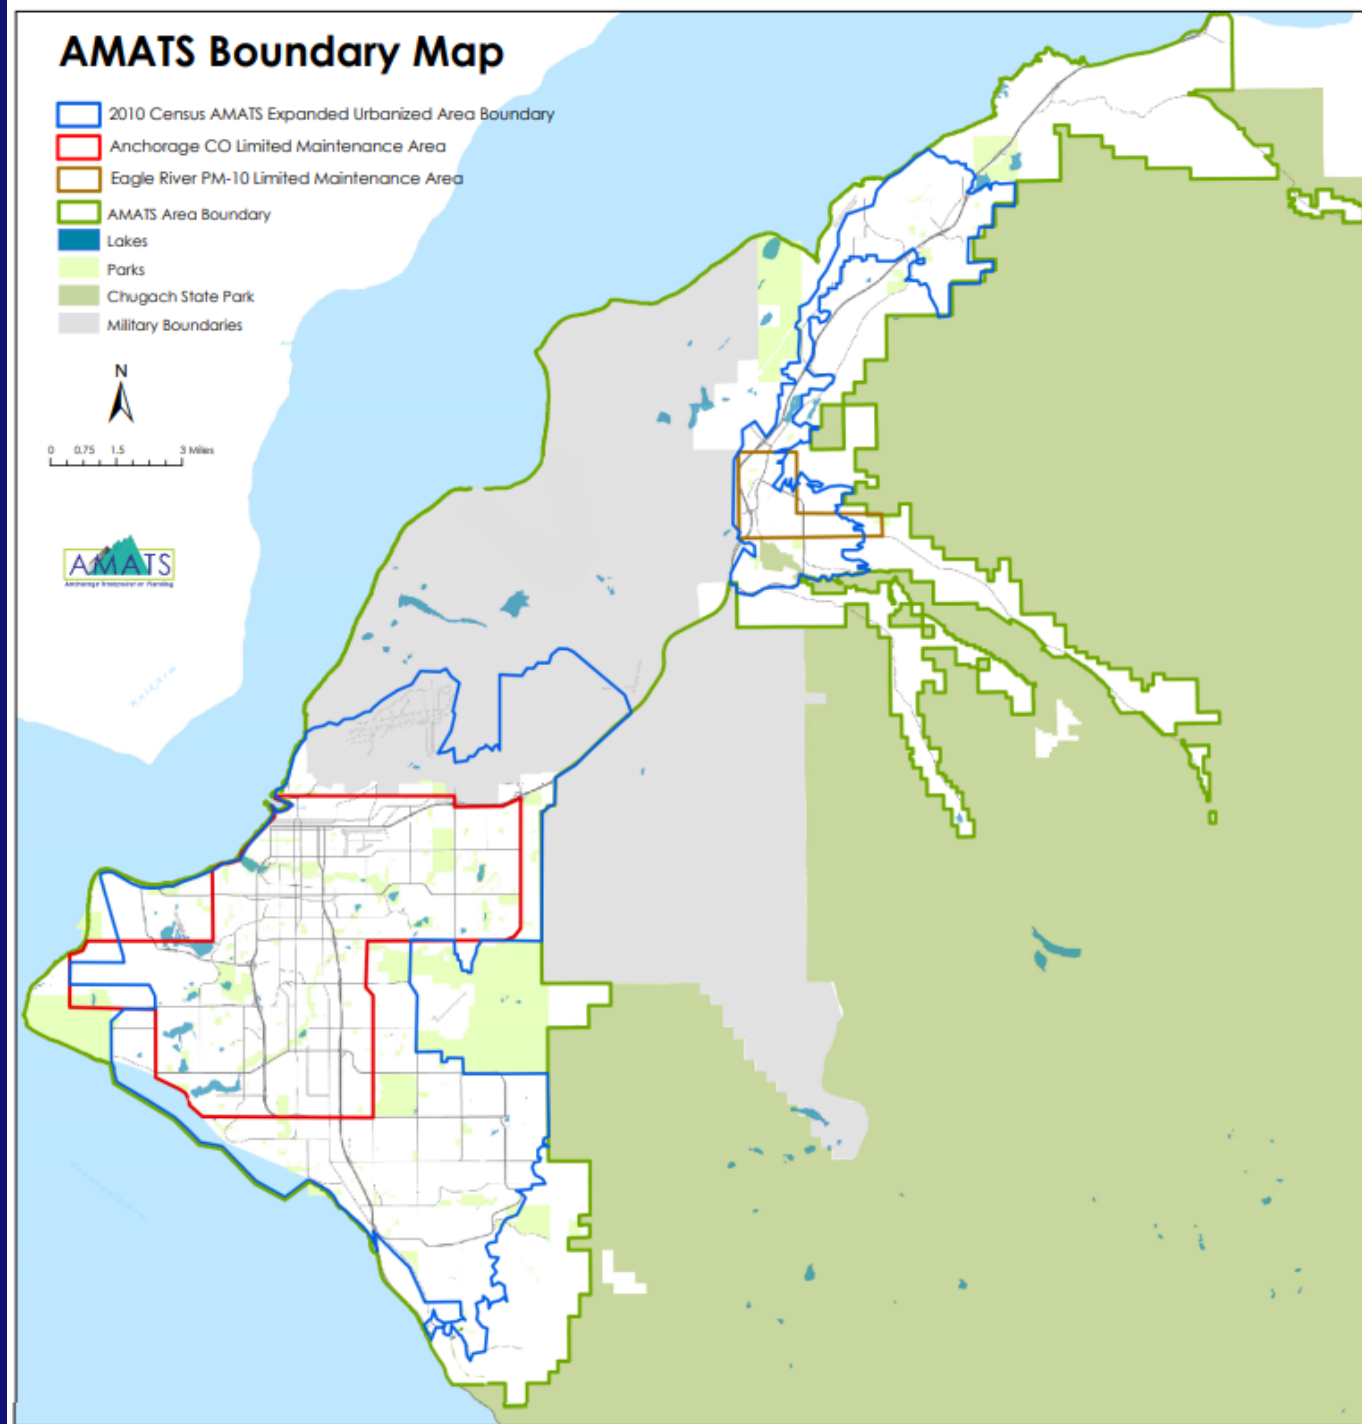 AMATS Boundary Map
2010 Census AMATS Expanded Urbanized Area Boundary
Anchorage CO Limited Maintenance Area
Eagle River PM-10 Limited Maintenance Area
AMATS Area Boundary
Lakes
Parks
Chugach State Park
Military Boundaries
N
0 0.75 1.5 3 Miles
AMATS